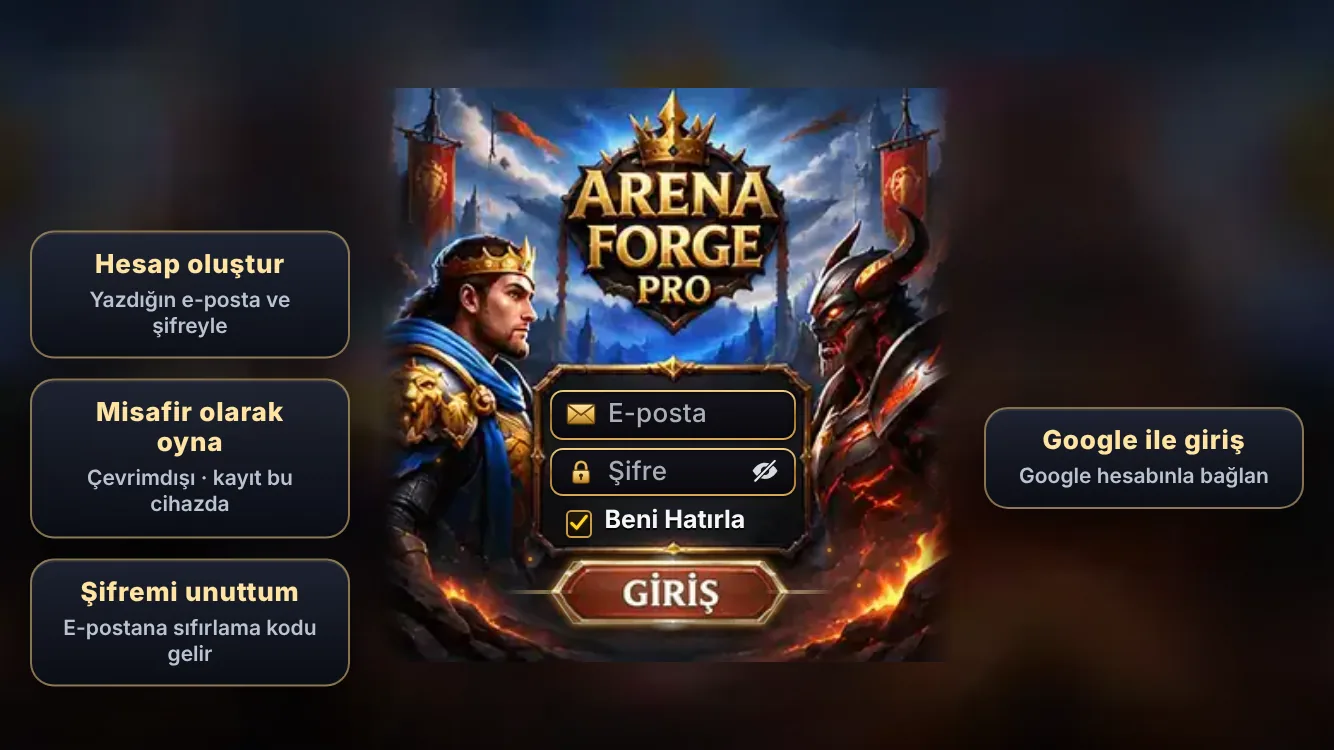 ARENA
FORGE
PRO
Hesap oluştur
Yazdığın e-posta ve
şifreyle
Misafir olarak
oyna
Çevrimdışı · kayıt bu
cihazda
Şifremi unuttum
E-postana sıfırlama kodu
gelir
E-posta
Şifre
Beni Hatırla
GİRİŞ
Google ile giriş
Google hesabınla bağlan